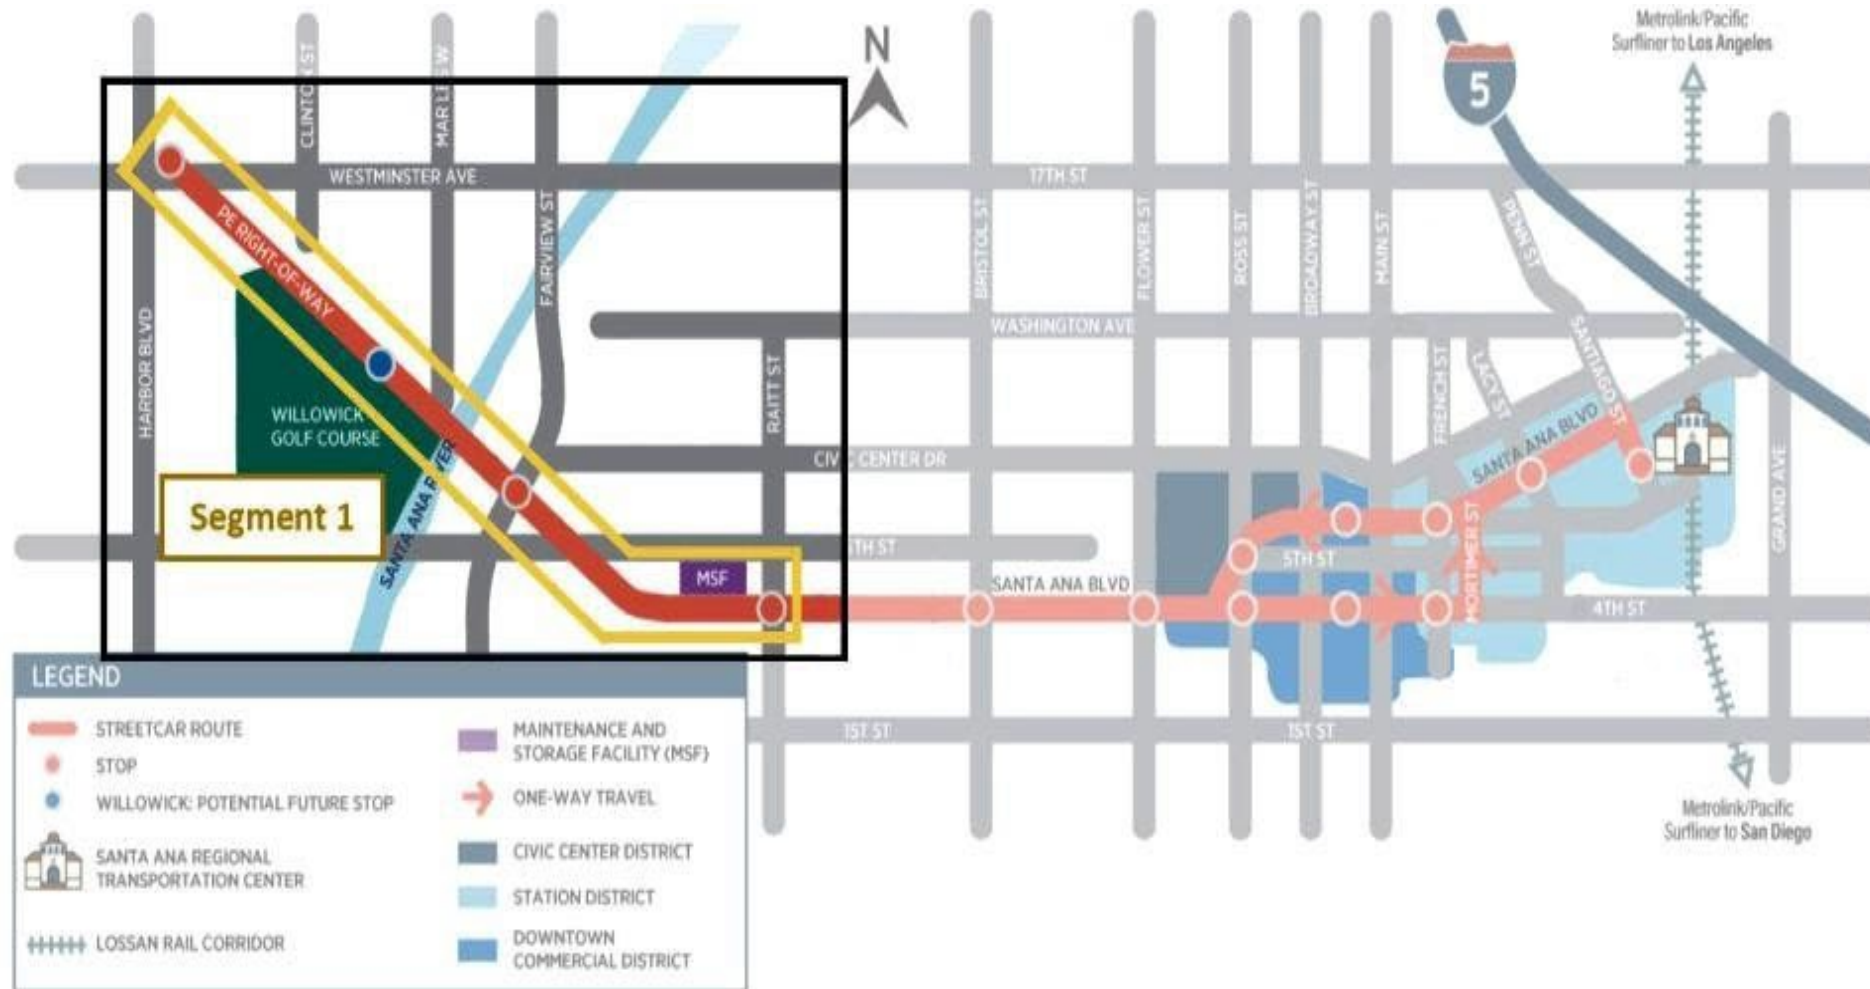 N
Metrolink/Pacific
Surfliner to Los Angeles
5
CLINTON ST
WESTMINSTER AVE
17TH ST
PE RIGHT-OF-WAY
FAIRVIEW ST
BRISTOL ST
FLOWER ST
ROSS ST
BROADWAY ST
MAIN ST
PENN ST
WASHINGTON AVE
HARBOR BLVD
RAITT ST
FRENCH ST
LACY ST
SANTIAGO ST
WILLOWICK
GOLF COURSE
CIVIC CENTER DR
SANTA ANA BLVD
SANTA ANA RIVER
Segment 1
TH ST
5TH ST
MORTIMER ST
GRAND AVE
MSF
SANTA ANA BLVD
4TH ST
1ST ST
1ST ST
Metrolink/Pacific
Surfliner to San Diego
LEGEND
STREETCAR ROUTE
STOP
WILLOWICK: POTENTIAL FUTURE STOP
SANTA ANA REGIONAL
TRANSPORTATION CENTER
LOSSAN RAIL CORRIDOR
MAINTENANCE AND
STORAGE FACILITY (MSF)
ONE-WAY TRAVEL
CIVIC CENTER DISTRICT
STATION DISTRICT
DOWNTOWN
COMMERCIAL DISTRICT